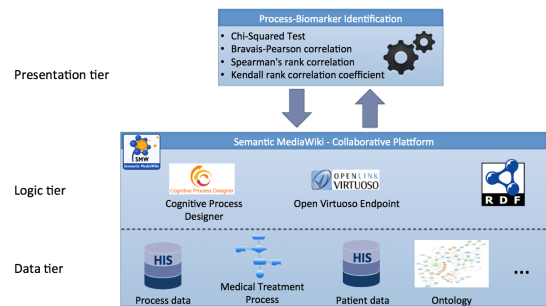 Process-Biomarker Identification
• Chi-Squared Test
• Bravais-Pearson correlation
• Spearman's rank correlation
• Kendall rank correlation coefficient
Presentation tier
SMW
Semantic MediaWiki
Semantic MediaWiki - Collaborative Plattform
Cognitive Process Designer
OPENLINK
VIRTUOSO
RDF
Logic tier
Cognitive Process
Designer
Open Virtuoso Endpoint
HIS
HIS
Data tier
...
Process data
Medical Treatment
Process
Patient data
Ontology